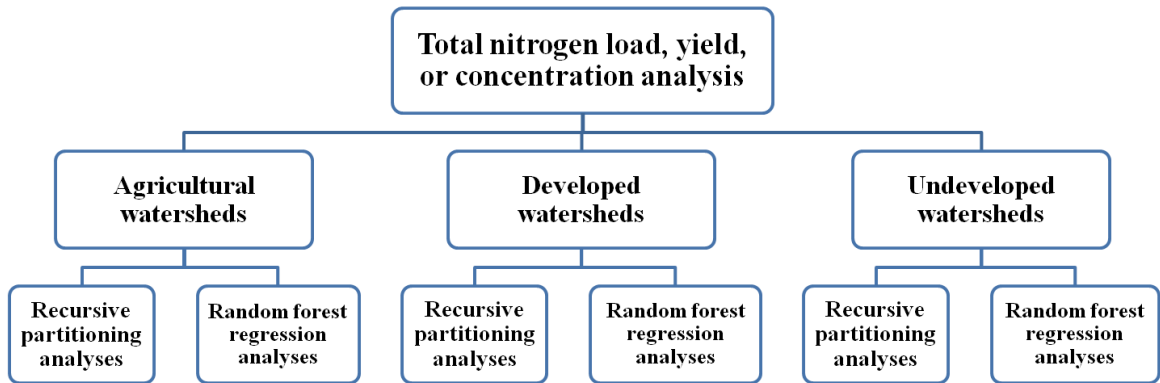 Total nitrogen load, yield,
or concentration analysis
Agricultural
watersheds
Developed
watersheds
Undeveloped
watersheds
Recursive
partitioning
analyses
Random forest
regression
analyses
Recursive
partitioning
analyses
Random forest
regression
analyses
Recursive
partitioning
analyses
Random forest
regression
analyses